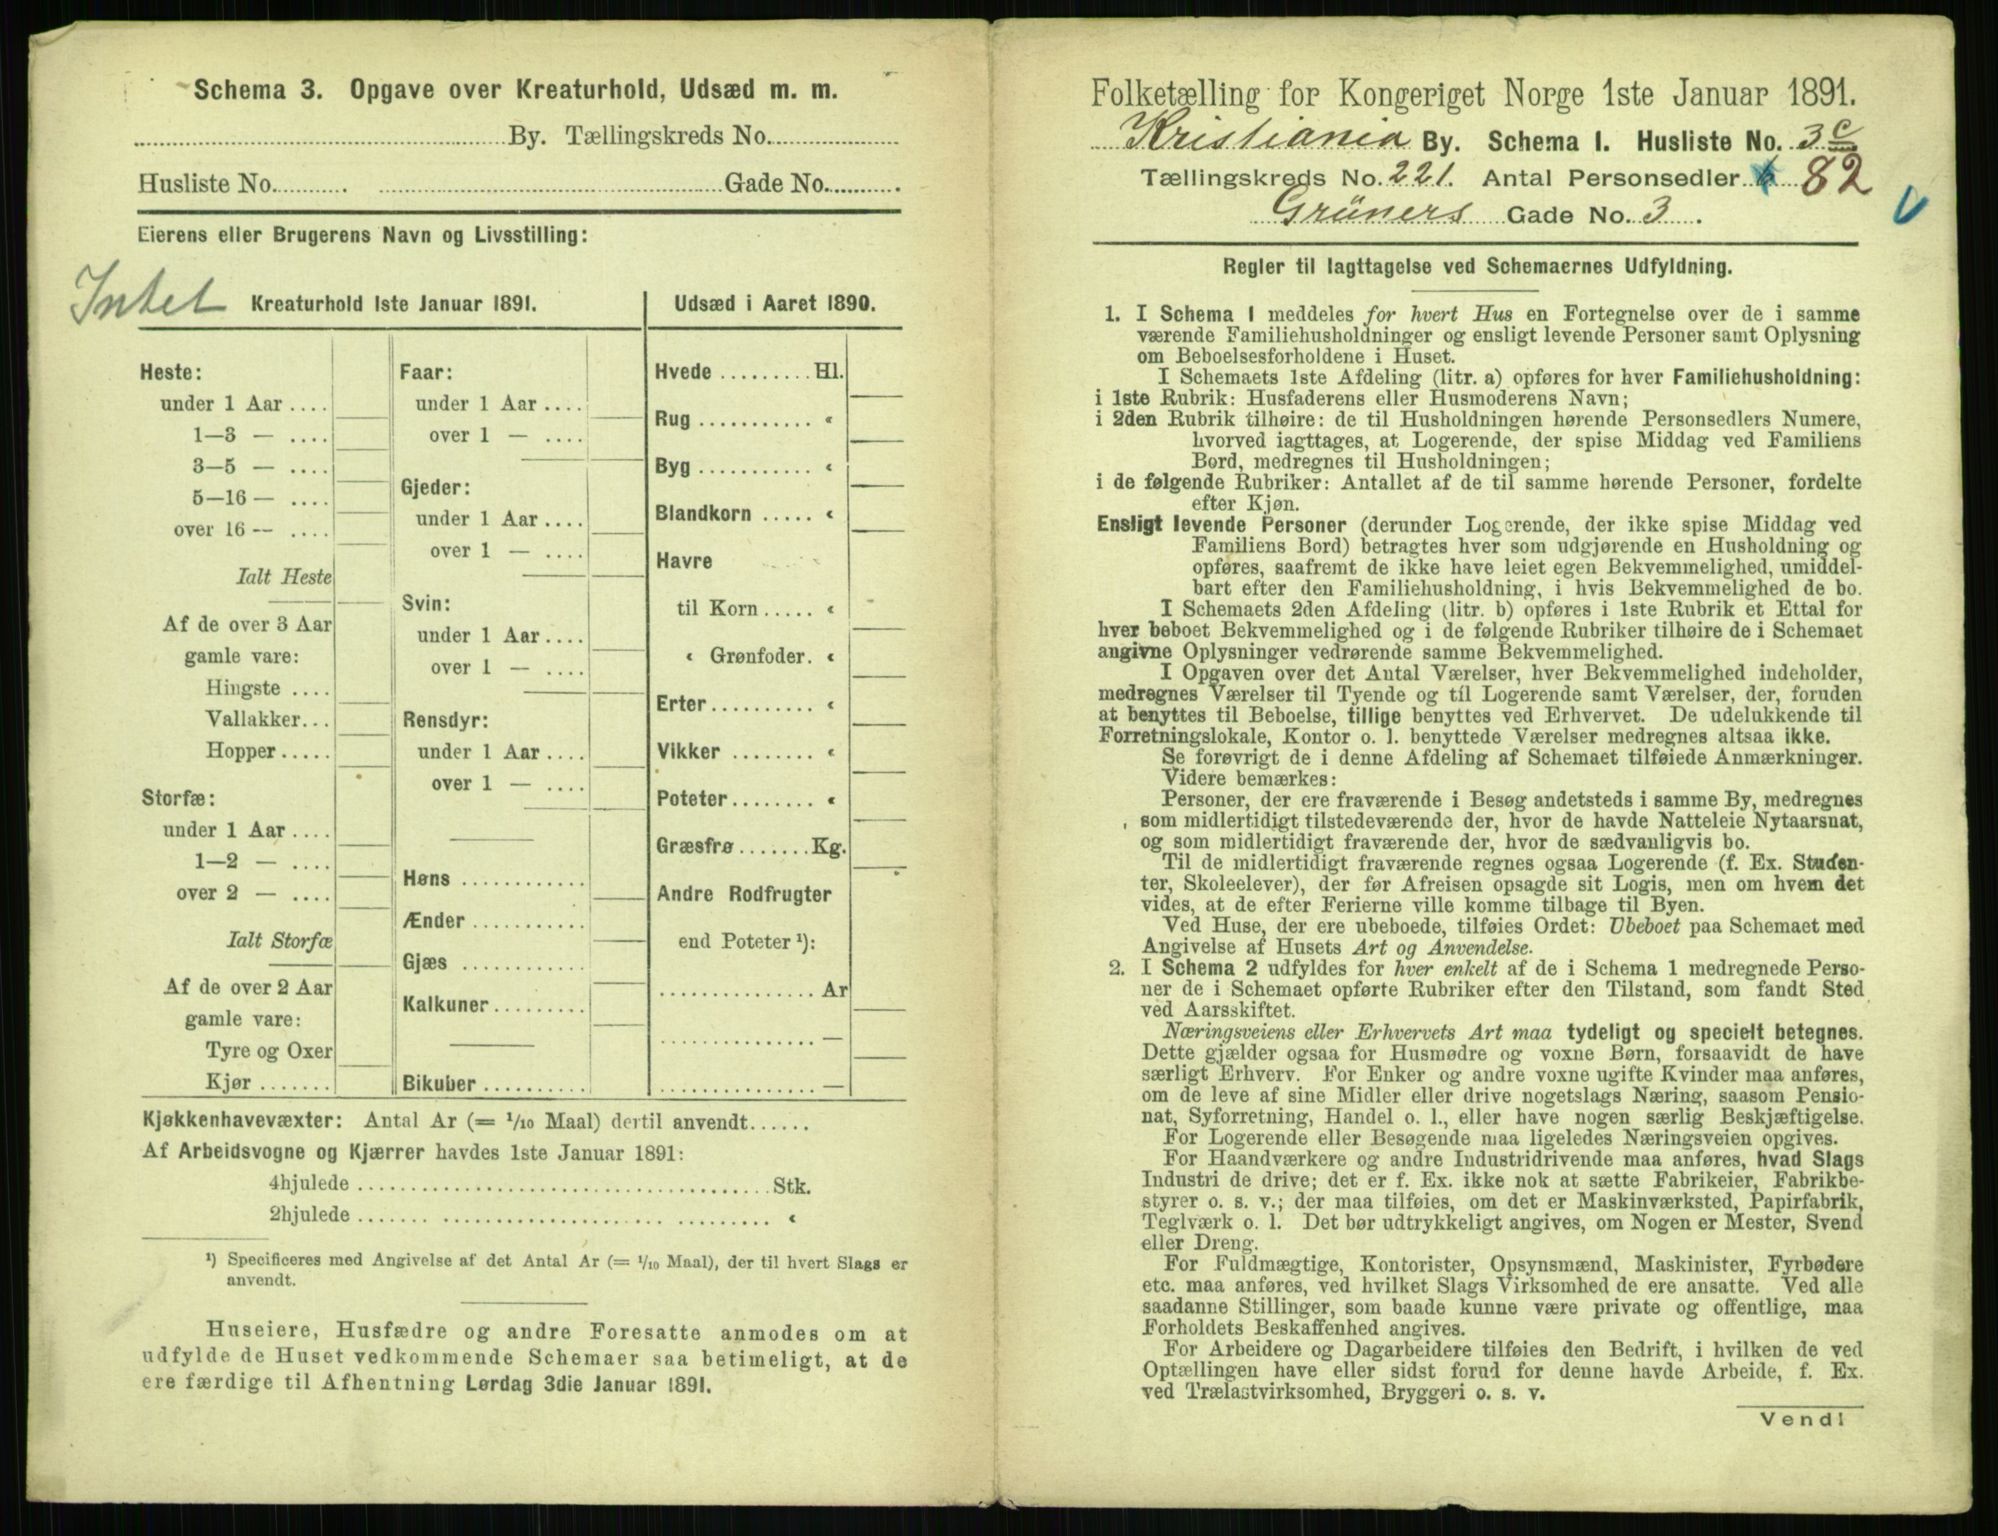 Schema 3. Opgave over Kreaturhold, Udsæd m. m.
By. Tællingskreds No.
Husliste No. Gade No.
Eierens eller Brugerens Navn og Livsstilling:
Intet
Kreaturhold 1ste Januar 1891.
Heste:
under 1 Aar ....
1—3 — ....
3—5 — ....
5—16 — ....
over 16 — ....
Ialt Heste
Af de over 3 Aar
gamle vare:
Hingste ....
Vallakker...
Hopper.....
Storfæ:
under 1 Aar ....
1—2 — ....
over 2 — ....
Ialt Storfæ
Af de over 2 Aar
gamle vare:
Tyre og Oxer
Kjør .......
Faar:
under 1 Aar ....
over 1 — ....
Gjeder:
under 1 Aar ....
over 1 — ....
Svin:
under 1 Aar ....
over 1 — ....
Rensdyr:
under 1 Aar ....
over 1 — ....
Høns ............
Ænder ...........
Gjæs ............
Kalkuner.........
Bikuber ..........
Udsæd i Aaret 1890.
Hvede ......... Hl.
Rug ........... «
Byg ........... «
Blandkorn ..... «
Havre
til Korn ..... «
« Grønfoder. «
Erter.......... «
Vikker ........ «
Poteter........ «
Græsfrø ....... Kg.
Andre Rodfrugter
end Poteter ¹):
............... Ar
............... —
............... —
Kjøkkenhavevæxter: Antal Ar (= 1/10 Maal) dertil anvendt......
Af Arbeidsvogne og Kjærrer havdes 1ste Januar 1891:
4hjulede ....................................... Stk.
2hjulede ....................................... «
¹) Specificeres med Angivelse af det Antal Ar (= 1/10 Maal), der til hvert Slags er
anvendt.
Huseiere, Husfædre og andre Foresatte anmodes om at
udfylde de Huset vedkommende Schemaer saa betimeligt, at de
ere færdige til Afhentning Lørdag 3die Januar 1891.
Folketælling for Kongeriget Norge 1ste Januar 1891.
Kristiania By. Schema 1. Husliste No. 3c
Tællingskreds No. 221. Antal Personsedler 82
Grüners Gade No. 3.
Regler til Iagttagelse ved Schemaernes Udfyldning.
1. I Schema 1 meddeles for hvert Hus en Fortegnelse over de i samme
værende Familiehusholdninger og ensligt levende Personer samt Oplysning
om Beboelsesforholdene i Huset.
I Schemaets 1ste Afdeling (litr. a) opføres for hver Familiehusholdning:
i 1ste Rubrik: Husfaderens eller Husmoderens Navn;
i 2den Rubrik tilhøire: de til Husholdningen hørende Personsedlers Numere,
hvorved iagttages, at Logerende, der spise Middag ved Familiens
Bord, medregnes til Husholdningen;
i de følgende Rubriker: Antallet af de til samme hørende Personer, fordelte
efter Kjøn.
Ensligt levende Personer (derunder Logerende, der ikke spise Middag ved
Familiens Bord) betragtes hver som udgjørende en Husholdning og
opføres, saafremt de ikke have leiet egen Bekvemmelighed, umiddel-
bart efter den Familiehusholdning, i hvis Bekvemmelighed de bo.
I Schemaets 2den Afdeling (litr. b) opføres i 1ste Rubrik et Ettal for
hver beboet Bekvemmelighed og i de følgende Rubriker tilhøire de i Schemaet
angivne Oplysninger vedrørende samme Bekvemmelighed.
I Opgaven over det Antal Værelser, hver Bekvemmelighed indeholder,
medregnes Værelser til Tyende og til Logerende samt Værelser, der, foruden
at benyttes til Beboelse, tillige benyttes ved Erhvervet. De udelukkende til
Forretningslokale, Kontor o. l. benyttede Værelser medregnes altsaa ikke.
Se forøvrigt de i denne Afdeling af Schemaet tilføiede Anmærkninger.
Videre bemærkes:
Personer, der ere fraværende i Besøg andetsteds i samme By, medregnes
som midlertidigt tilstedeværende der, hvor de havde Natteleie Nytaarsnat,
og som midlertidigt fraværende der, hvor de sædvanligvis bo.
Til de midlertidigt fraværende regnes ogsaa Logerende (f. Ex. Studen-
ter, Skoleelever), der før Afreisen opsagde sit Logis, men om hvem det
vides, at de efter Ferierne ville komme tilbage til Byen.
Ved Huse, der ere ubeboede, tilføies Ordet: Ubeboet paa Schemaet med
Angivelse af Husets Art og Anvendelse.
2. I Schema 2 udfyldes for hver enkelt af de i Schema 1 medregnede Perso-
ner de i Schemaet opførte Rubriker efter den Tilstand, som fandt Sted
ved Aarsskiftet.
Næringsveiens eller Erhvervets Art maa tydeligt og specielt betegnes.
Dette gjælder ogsaa for Husmødre og voxne Børn, forsaavidt de have
særligt Erhverv. For Enker og andre voxne ugifte Kvinder maa anføres,
om de leve af sine Midler eller drive nogetslags Næring, saasom Pensio-
nat, Syforretning, Handel o. l., eller have nogen særlig Beskjæftigelse.
For Logerende eller Besøgende maa ligeledes Næringsveien opgives.
For Haandværkere og andre Industridrivende maa anføres, hvad Slags
Industri de drive; det er f. Ex. ikke nok at sætte Fabrikeier, Fabrikbe-
styrer o. s. v.; der maa tilføies, om det er Maskinværksted, Papirfabrik,
Teglværk o. l. Det bør udtrykkeligt angives, om Nogen er Mester, Svend
eller Dreng.
For Fuldmægtige, Kontorister, Opsynsmænd, Maskinister, Fyrbødere
etc. maa anføres, ved hvilket Slags Virksomhed de ere ansatte. Ved alle
saadanne Stillinger, som baade kunne være private og offentlige, maa
Forholdets Beskaffenhed angives.
For Arbeidere og Dagarbeidere tilføies den Bedrift, i hvilken de ved
Optællingen have eller sidst forud for denne havde Arbeide, f. Ex.
ved Trælastvirksomhed, Bryggeri o. s. v.
Vend!